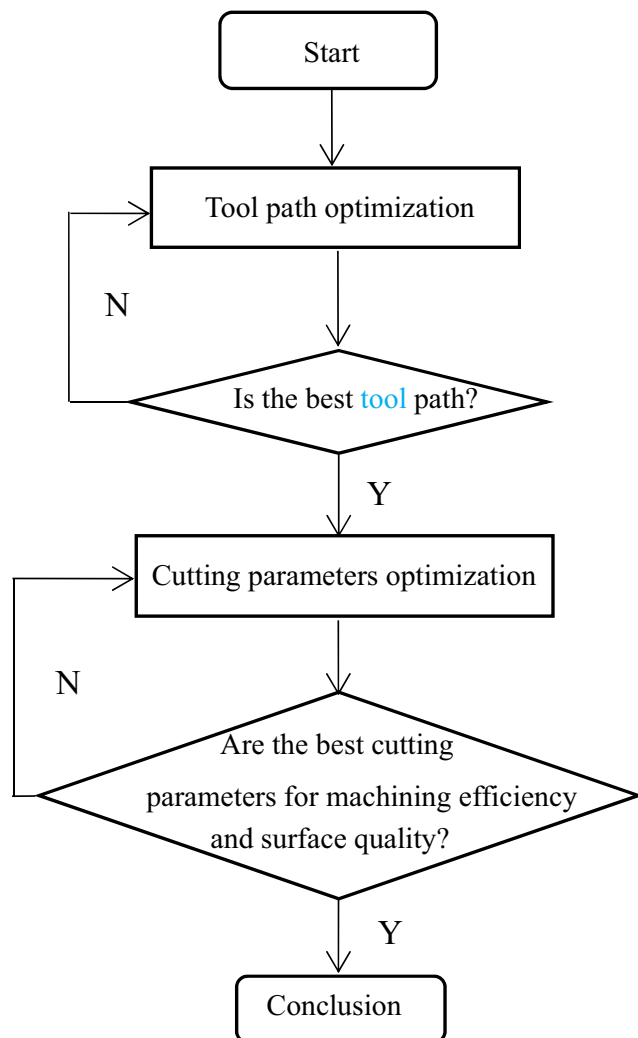 Start
Tool path optimization
N
Is the best tool path?
Y
Cutting parameters optimization
N
Are the best cutting
parameters for machining efficiency
and surface quality?
Y
Conclusion